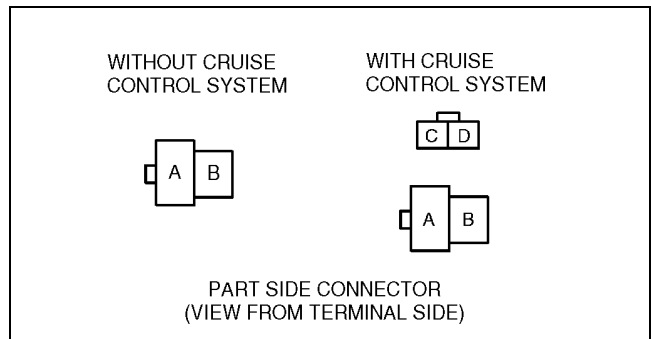 WITHOUT CRUISE
CONTROL SYSTEM
A B
WITH CRUISE
CONTROL SYSTEM
C D
A B
PART SIDE CONNECTOR
(VIEW FROM TERMINAL SIDE)